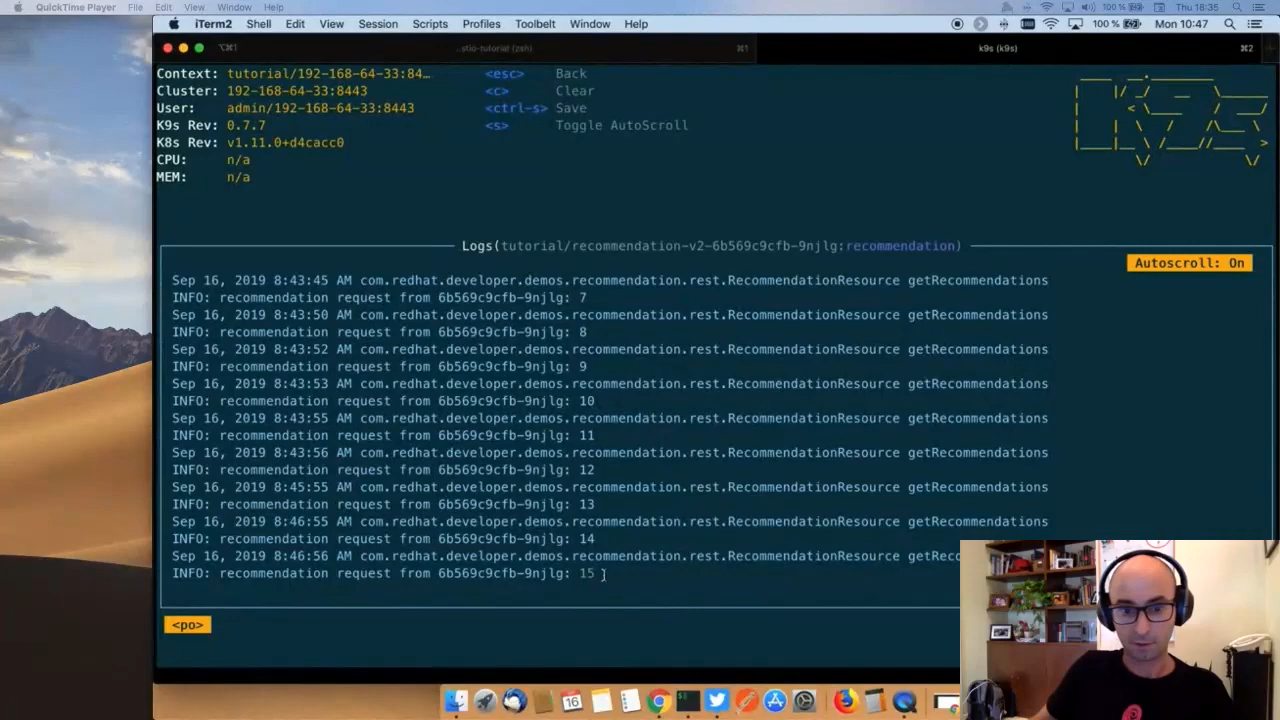 QuickTime Player File Edit View Window Help 100 % Thu 18:35
iTerm2 Shell Edit View Session Scripts Profiles Toolbelt Window Help 100 % Mon 10:47
⌥⌘1 ..stio-tutorial (zsh) ⌘1 k9s (k9s) ⌘2
Context: tutorial/192-168-64-33:84… <esc> Back
Cluster: 192-168-64-33:8443 <c> Clear
User: admin/192-168-64-33:8443 <ctrl-s> Save
K9s Rev: 0.7.7 <s> Toggle AutoScroll
K8s Rev: v1.11.0+d4cacc0
CPU: n/a
MEM: n/a
K9s
Logs(tutorial/recommendation-v2-6b569c9cfb-9njlg:recommendation)
Autoscroll: On
Sep 16, 2019 8:43:45 AM com.redhat.developer.demos.recommendation.rest.RecommendationResource getRecommendations
INFO: recommendation request from 6b569c9cfb-9njlg: 7
Sep 16, 2019 8:43:50 AM com.redhat.developer.demos.recommendation.rest.RecommendationResource getRecommendations
INFO: recommendation request from 6b569c9cfb-9njlg: 8
Sep 16, 2019 8:43:52 AM com.redhat.developer.demos.recommendation.rest.RecommendationResource getRecommendations
INFO: recommendation request from 6b569c9cfb-9njlg: 9
Sep 16, 2019 8:43:53 AM com.redhat.developer.demos.recommendation.rest.RecommendationResource getRecommendations
INFO: recommendation request from 6b569c9cfb-9njlg: 10
Sep 16, 2019 8:43:55 AM com.redhat.developer.demos.recommendation.rest.RecommendationResource getRecommendations
INFO: recommendation request from 6b569c9cfb-9njlg: 11
Sep 16, 2019 8:43:56 AM com.redhat.developer.demos.recommendation.rest.RecommendationResource getRecommendations
INFO: recommendation request from 6b569c9cfb-9njlg: 12
Sep 16, 2019 8:45:55 AM com.redhat.developer.demos.recommendation.rest.RecommendationResource getRecommendations
INFO: recommendation request from 6b569c9cfb-9njlg: 13
Sep 16, 2019 8:46:55 AM com.redhat.developer.demos.recommendation.rest.RecommendationResource getRecommendations
INFO: recommendation request from 6b569c9cfb-9njlg: 14
Sep 16, 2019 8:46:56 AM com.redhat.developer.demos.recommendation.rest.RecommendationResource getReco
INFO: recommendation request from 6b569c9cfb-9njlg: 15
<po>
16